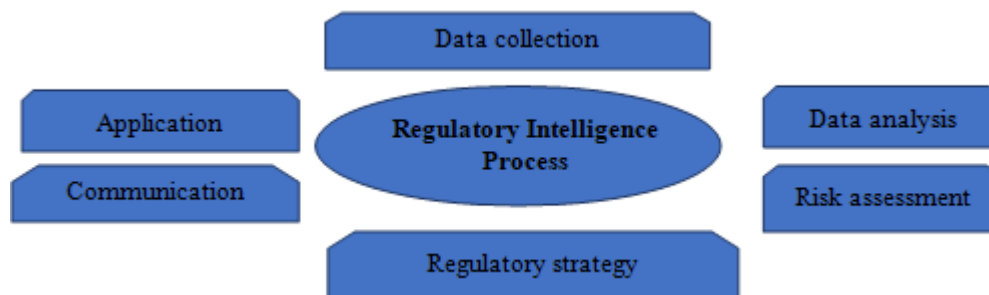 Data collection
Application
Regulatory Intelligence
Process
Data analysis
Communication
Risk assessment
Regulatory strategy